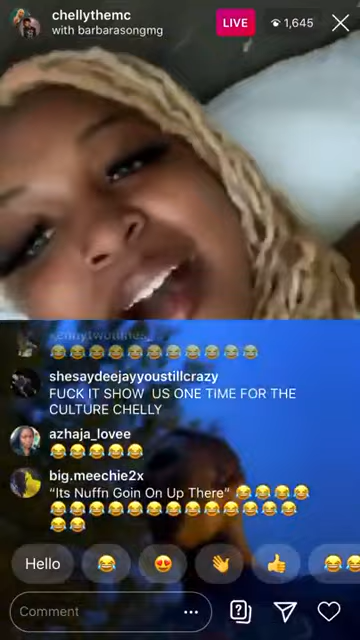 chellythemc
with barbarasongmg
LIVE
1,645
kennytwotimes_
😂😂😂😂😂😂😂😂😂😂😂
shesaydeejayyoustillcrazy
FUCK IT SHOW  US ONE TIME FOR THE
CULTURE CHELLY
azhaja_lovee
😂😂😂😂😂
big.meechie2x
“Its Nuffn Goin On Up There” 😂😂😂😂
😂😂😂😂😂😂😂😂😂😂😂😂😂
😂😂
Hello 😂 😍 👋 👍 😂
Comment